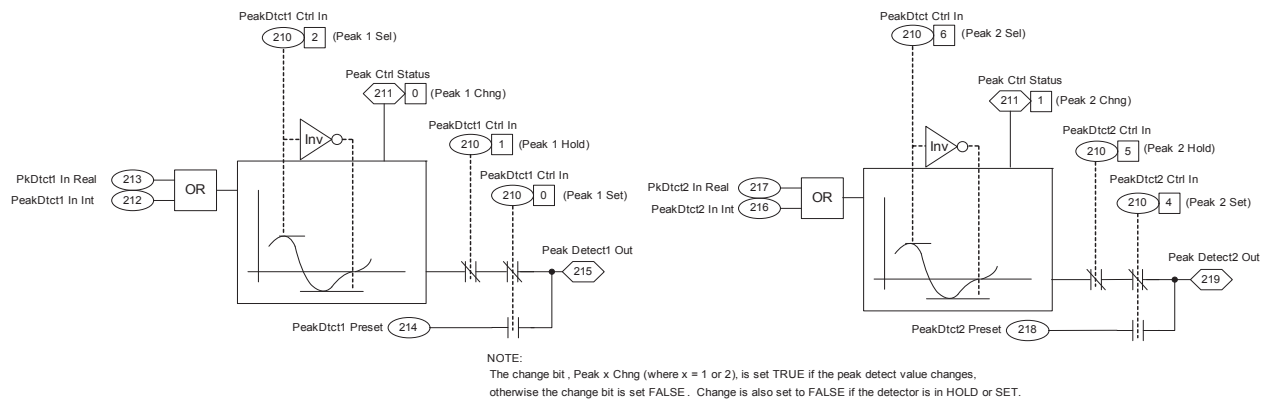 PeakDtct1 Ctrl In
210 2 (Peak 1 Sel)
Peak Ctrl Status
211 0 (Peak 1 Chng)
Inv
PeakDtct1 Ctrl In
210 1 (Peak 1 Hold)
PkDtct1 In Real 213
PeakDtct1 In Int 212
OR
PeakDtct1 Ctrl In
210 0 (Peak 1 Set)
Peak Detect1 Out
215
PeakDtct1 Preset 214
PeakDtct Ctrl In
210 6 (Peak 2 Sel)
Peak Ctrl Status
211 1 (Peak 2 Chng)
Inv
PeakDtct2 Ctrl In
210 5 (Peak 2 Hold)
PkDtct2 In Real 217
PeakDtct2 In Int 216
OR
PeakDtct2 Ctrl In
210 4 (Peak 2 Set)
Peak Detect2 Out
219
PeakDtct2 Preset 218
NOTE:
The change bit , Peak x Chng (where x = 1 or 2), is set TRUE if the peak detect value changes,
otherwise the change bit is set FALSE . Change is also set to FALSE if the detector is in HOLD or SET.